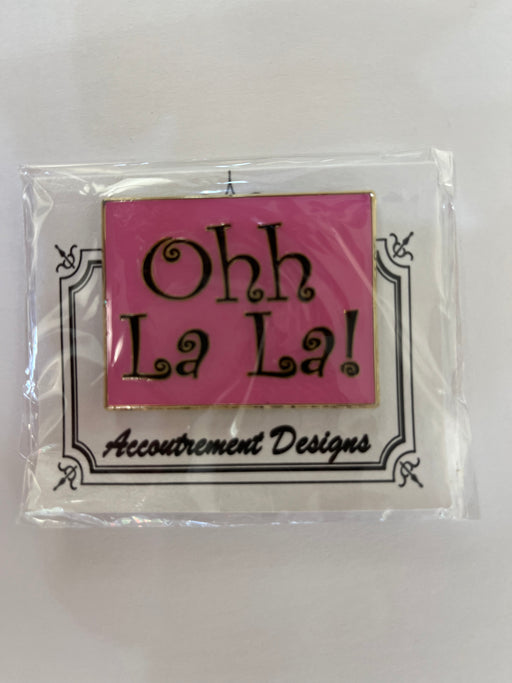 Ohh
La La!
Accoutrement Designs